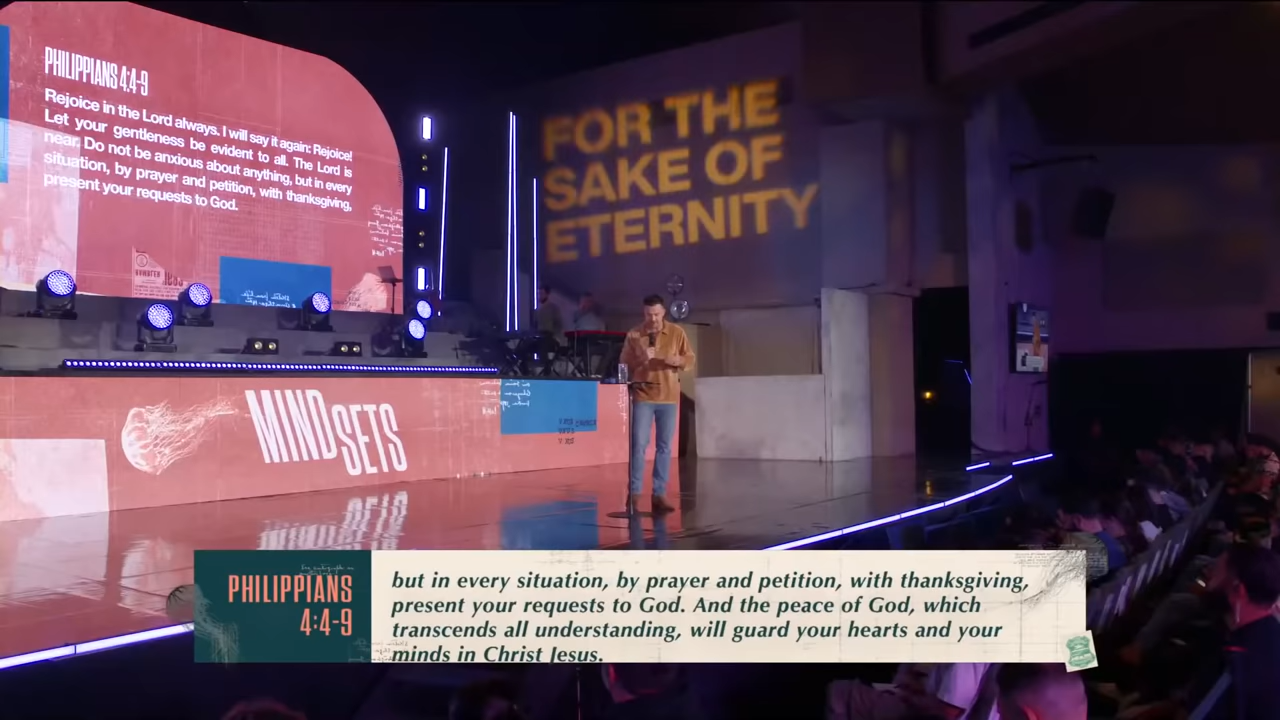 PHILIPPIANS 4:4-9
Rejoice in the Lord always. I will say it again: Rejoice!
Let your gentleness be evident to all. The Lord is
near. Do not be anxious about anything, but in every
situation, by prayer and petition, with thanksgiving,
present your requests to God.
FOR THE
SAKE OF
ETERNITY
MIND
SETS
PHILIPPIANS
4:4-9
but in every situation, by prayer and petition, with thanksgiving,
present your requests to God. And the peace of God, which
transcends all understanding, will guard your hearts and your
minds in Christ Jesus.